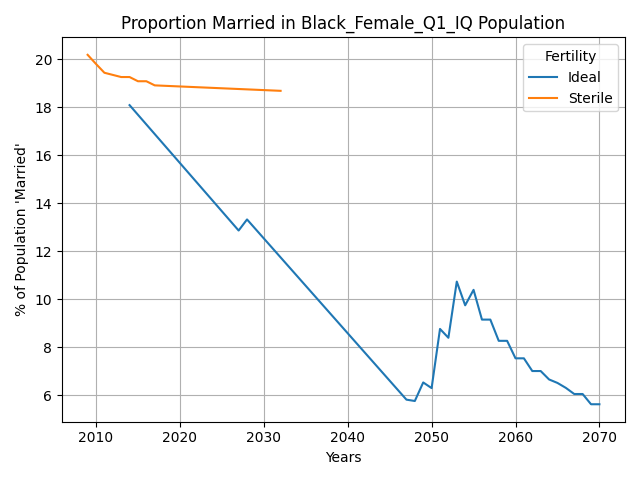 Proportion Married in Black_Female_Q1_IQ Population
Fertility
Ideal
Sterile
% of Population 'Married'
20
18
16
14
12
10
8
6
2010 2020 2030 2040 2050 2060 2070
Years